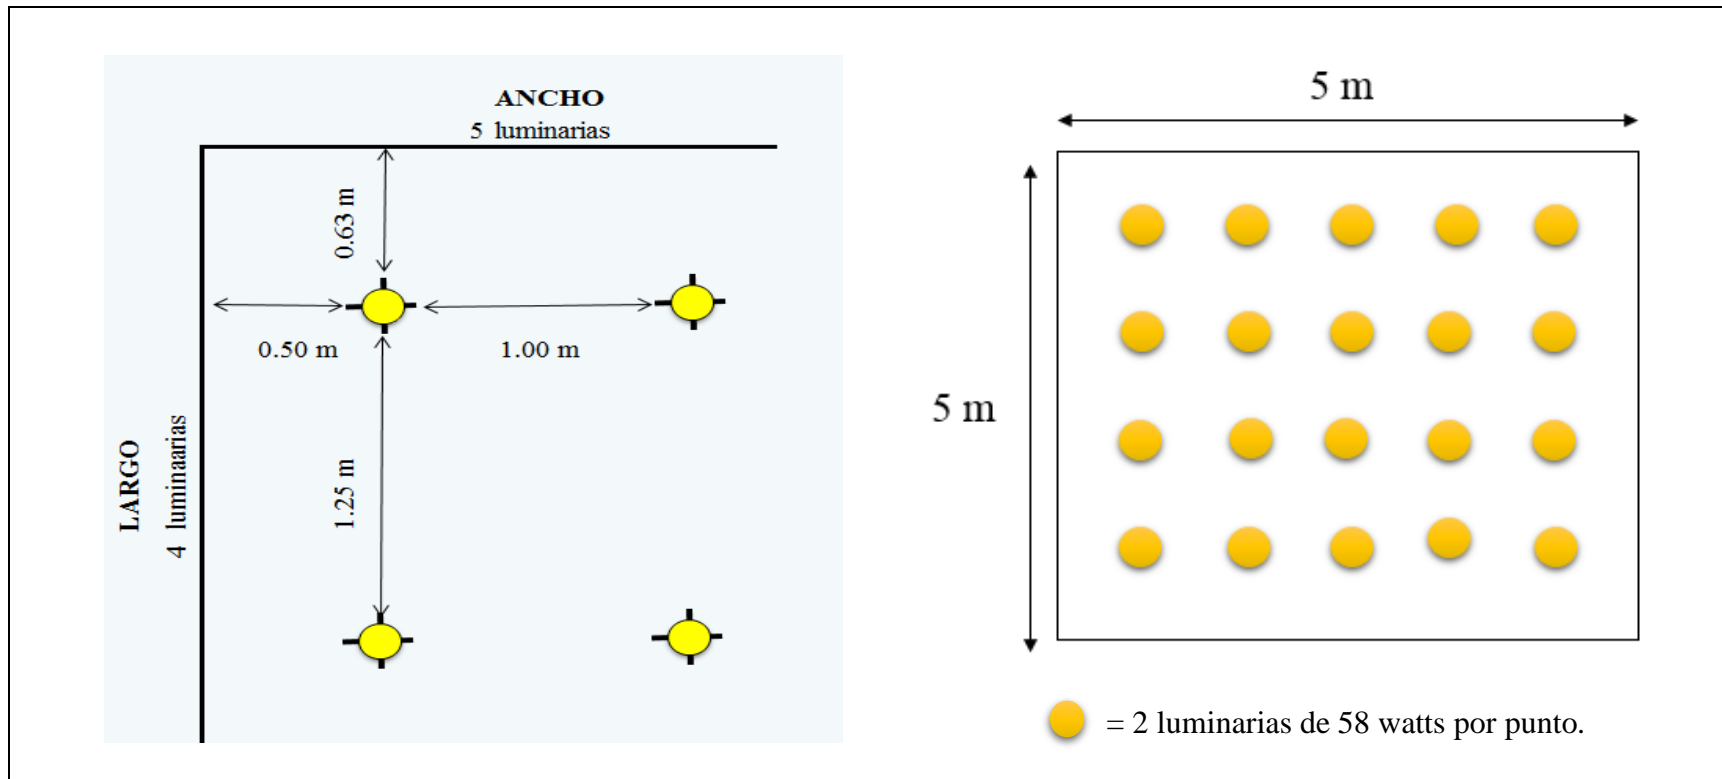 ANCHO
5 luminarias
0.63 m
0.50 m
1.00 m
1.25 m
LARGO
4 luminaarias
5 m
5 m
= 2 luminarias de 58 watts por punto.